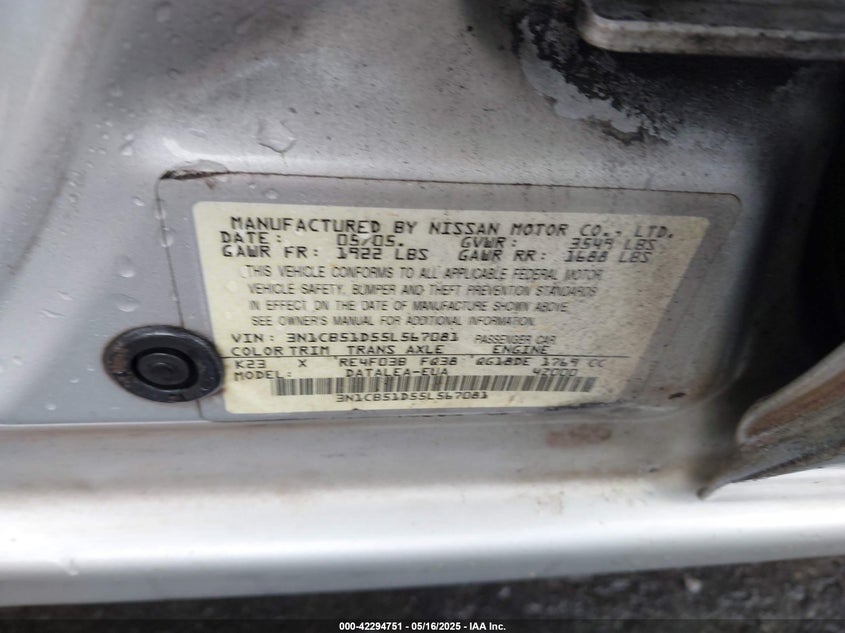 MANUFACTURED BY NISSAN MOTOR CO., LTD.
DATE: 05/05. GVWR: 3549 LBS
GAWR FR: 1922 LBS GAWR RR: 1688 LBS
THIS VEHICLE CONFORMS TO ALL APPLICABLE FEDERAL MOTOR
VEHICLE SAFETY, BUMPER AND THEFT PREVENTION STANDARDS
IN EFFECT ON THE DATE OF MANUFACTURE SHOWN ABOVE.
SEE OWNER'S MANUAL FOR ADDITIONAL INFORMATION.
VIN: 3N1CB51D55L567081 PASSENGER CAR
COLOR TRIM TRANS AXLE ENGINE
K23 X RE4F03B FG38 QG18DE 1769 CC
MODEL: DATALEA-EUA 42000
3N1CB51D55L567081
000-42294751 - 05/16/2025 - IAA Inc.